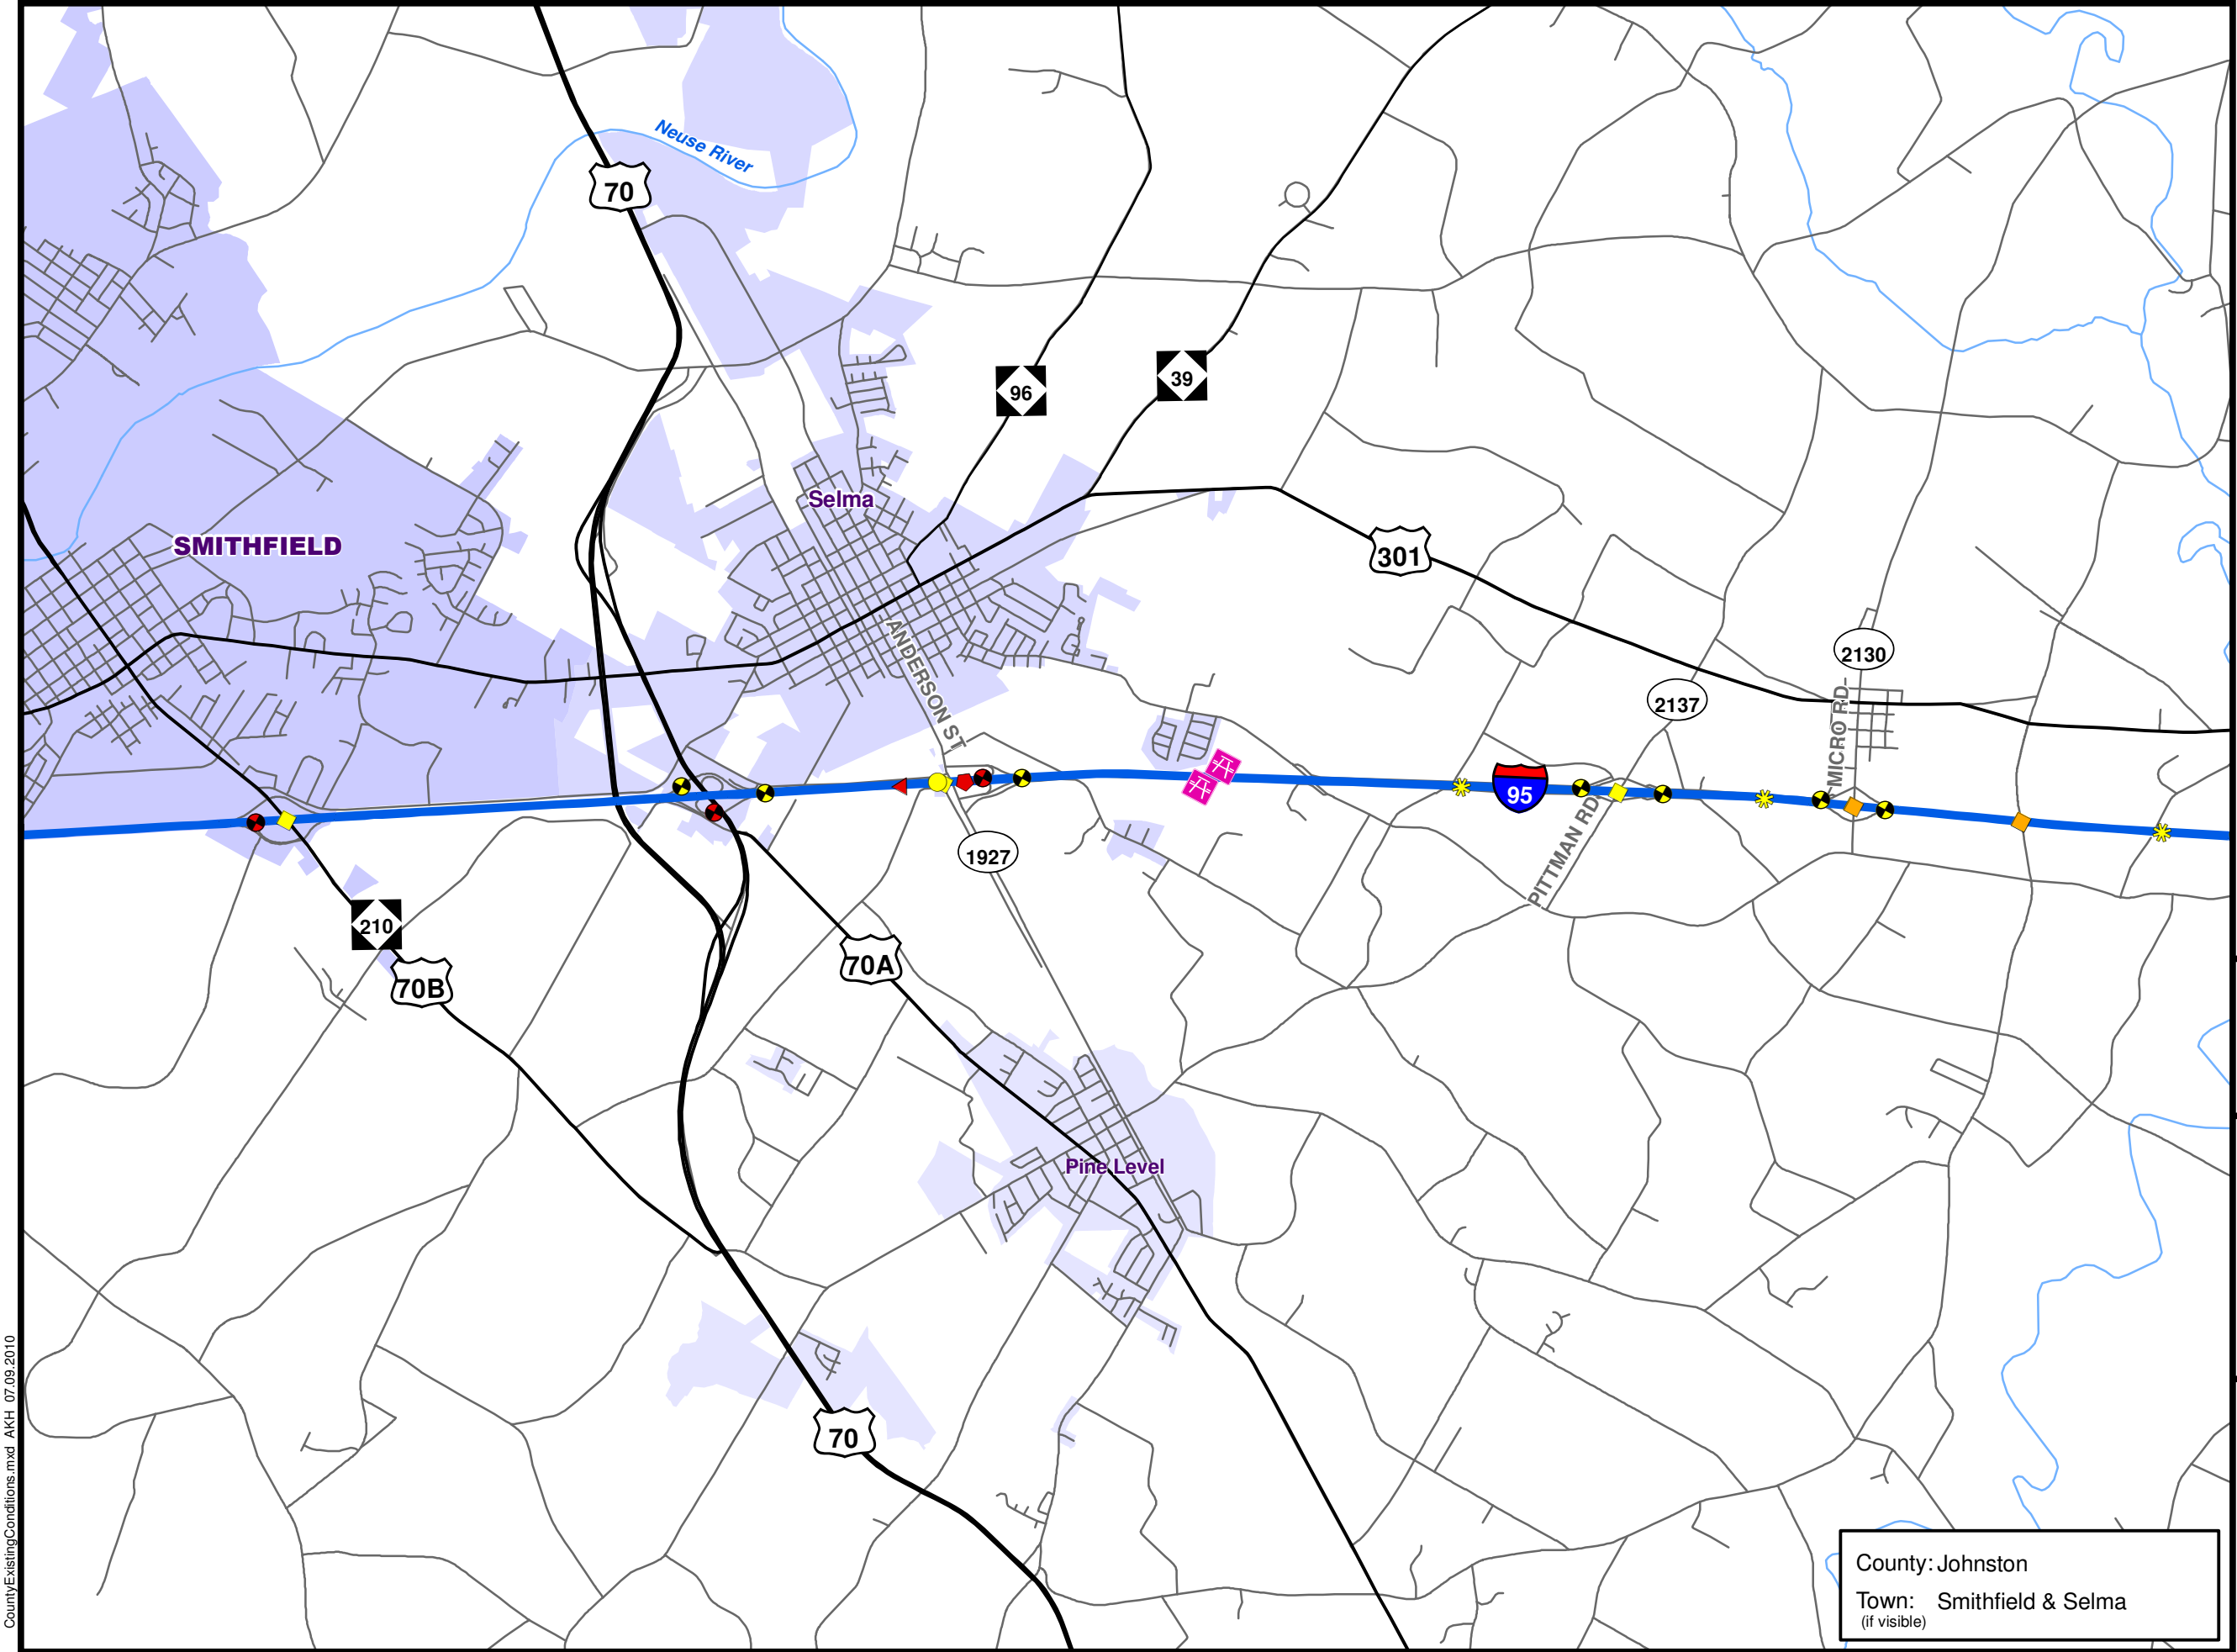 Neuse River
70
96
39
Selma
SMITHFIELD
301
ANDERSON ST
2130
2137
MICRO RD
95
PITTMAN RD
1927
210
70B
70A
Pine Level
70
County: Johnston
Town: Smithfield & Selma
(if visible)
CountyExistingConditions.mxd AKH 07.09.2010